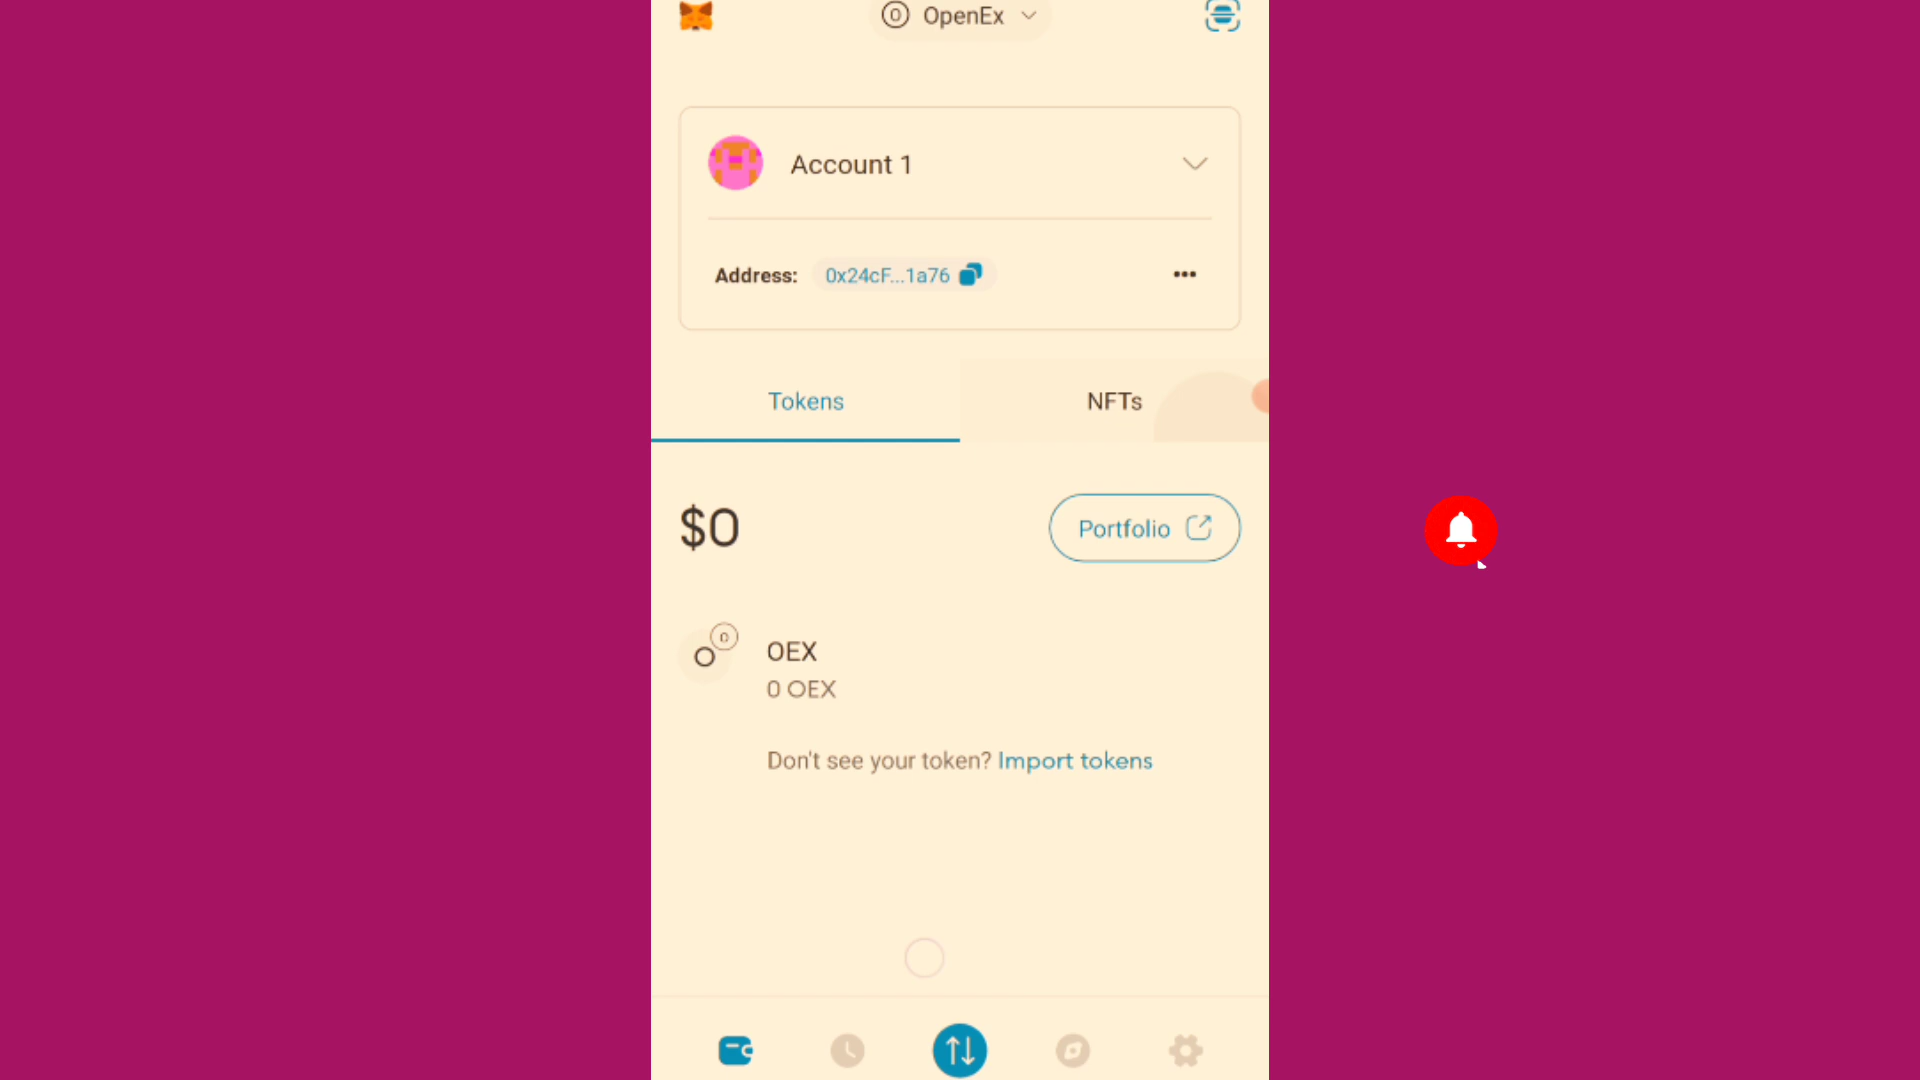 OpenEx
Account 1
Address: 0x24cF...1a76
Tokens
NFTs
$0
Portfolio
OEX
0 OEX
Don't see your token? Import tokens